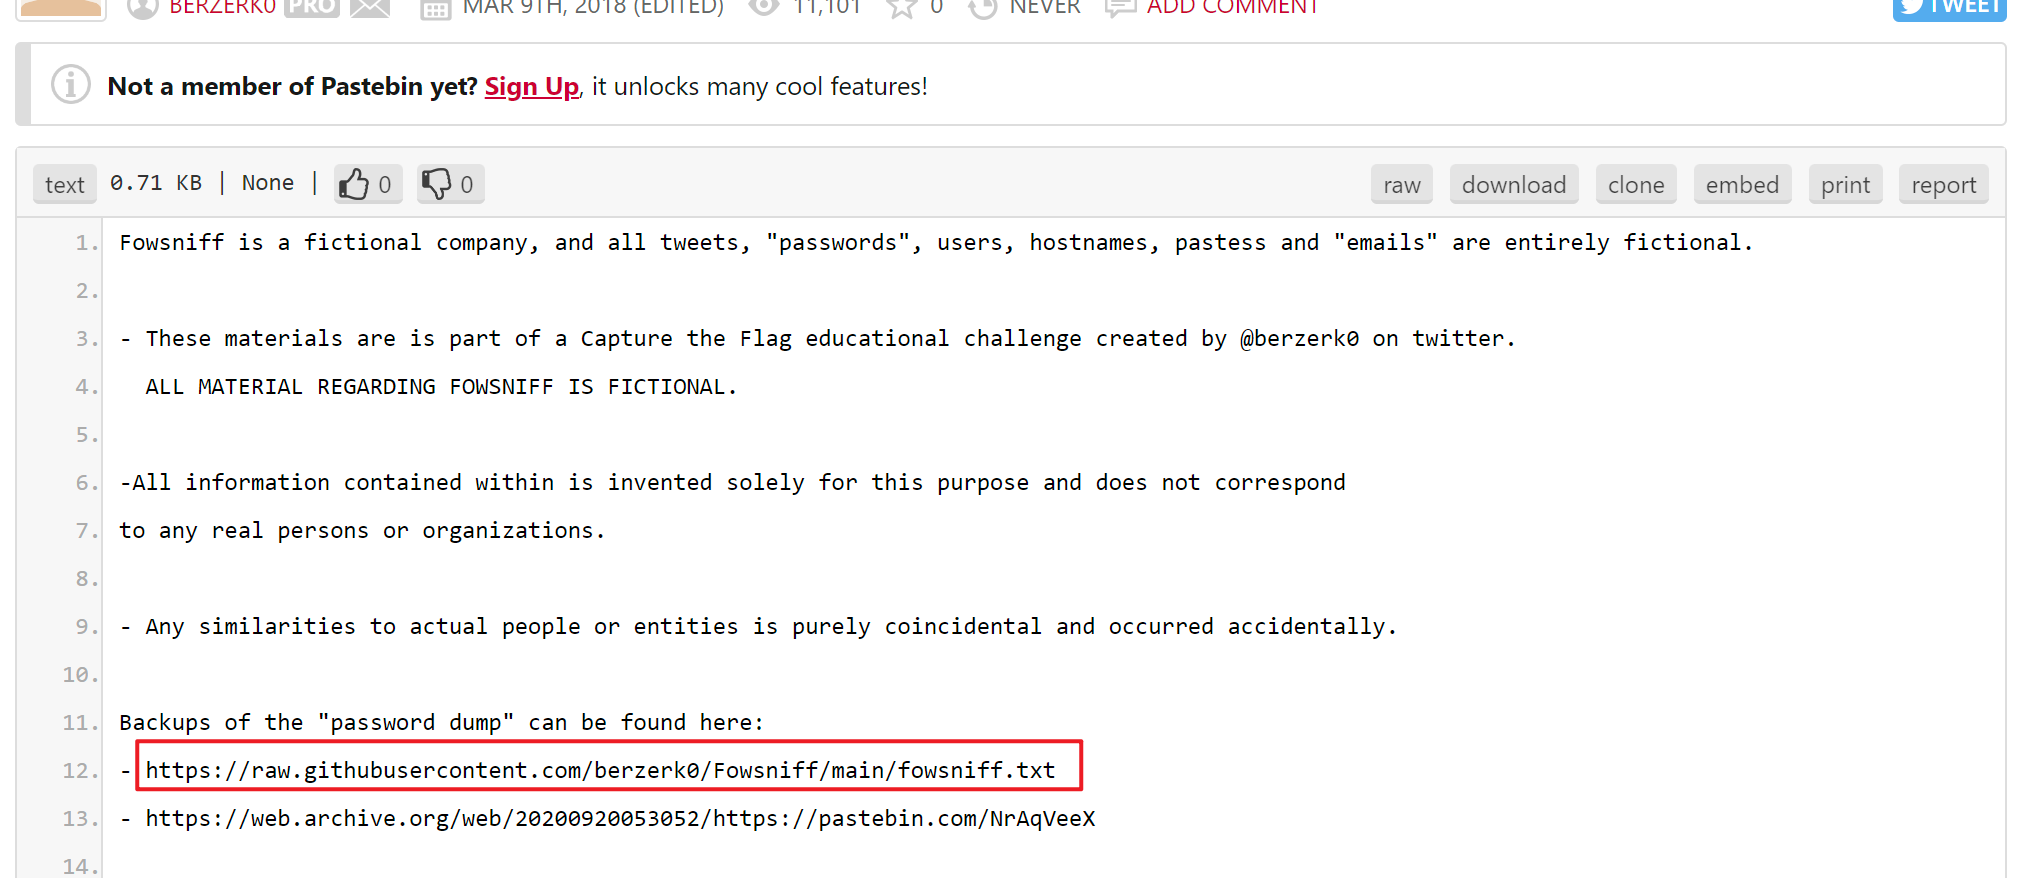 BERZERK0 PRO MAR 9TH, 2018 (EDITED) 11,101 0 NEVER ADD COMMENT TWEET
Not a member of Pastebin yet? Sign Up, it unlocks many cool features!
text 0.71 KB | None | 0 0 raw download clone embed print report
1. Fowsniff is a fictional company, and all tweets, "passwords", users, hostnames, pastess and "emails" are entirely fictional.
2.
3. - These materials are is part of a Capture the Flag educational challenge created by @berzerk0 on twitter.
4. ALL MATERIAL REGARDING FOWSNIFF IS FICTIONAL.
5.
6. -All information contained within is invented solely for this purpose and does not correspond
7. to any real persons or organizations.
8.
9. - Any similarities to actual people or entities is purely coincidental and occurred accidentally.
10.
11. Backups of the "password dump" can be found here:
12. - https://raw.githubusercontent.com/berzerk0/Fowsniff/main/fowsniff.txt
13. - https://web.archive.org/web/20200920053052/https://pastebin.com/NrAqVeeX
14.